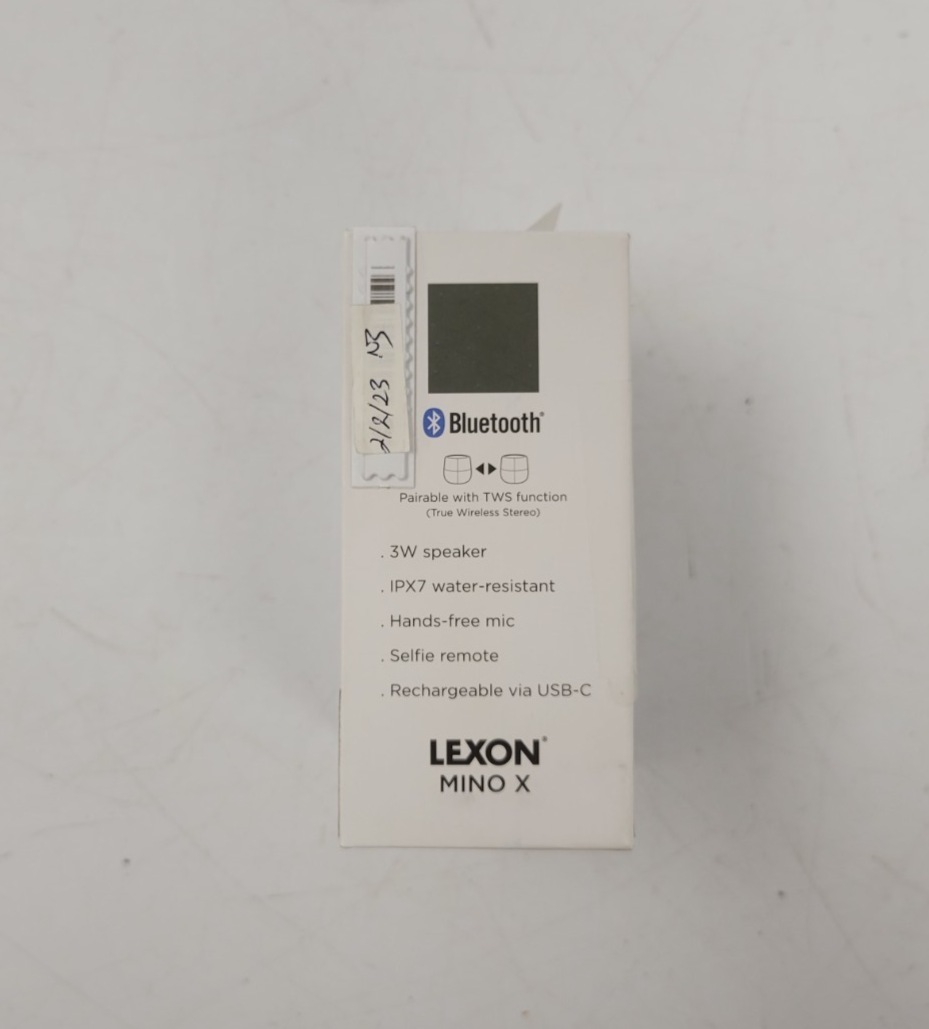 2/2/23 NB
Bluetooth®
Pairable with TWS function
(True Wireless Stereo)
. 3W speaker
. IPX7 water-resistant
. Hands-free mic
. Selfie remote
. Rechargeable via USB-C
LEXON®
MINO X